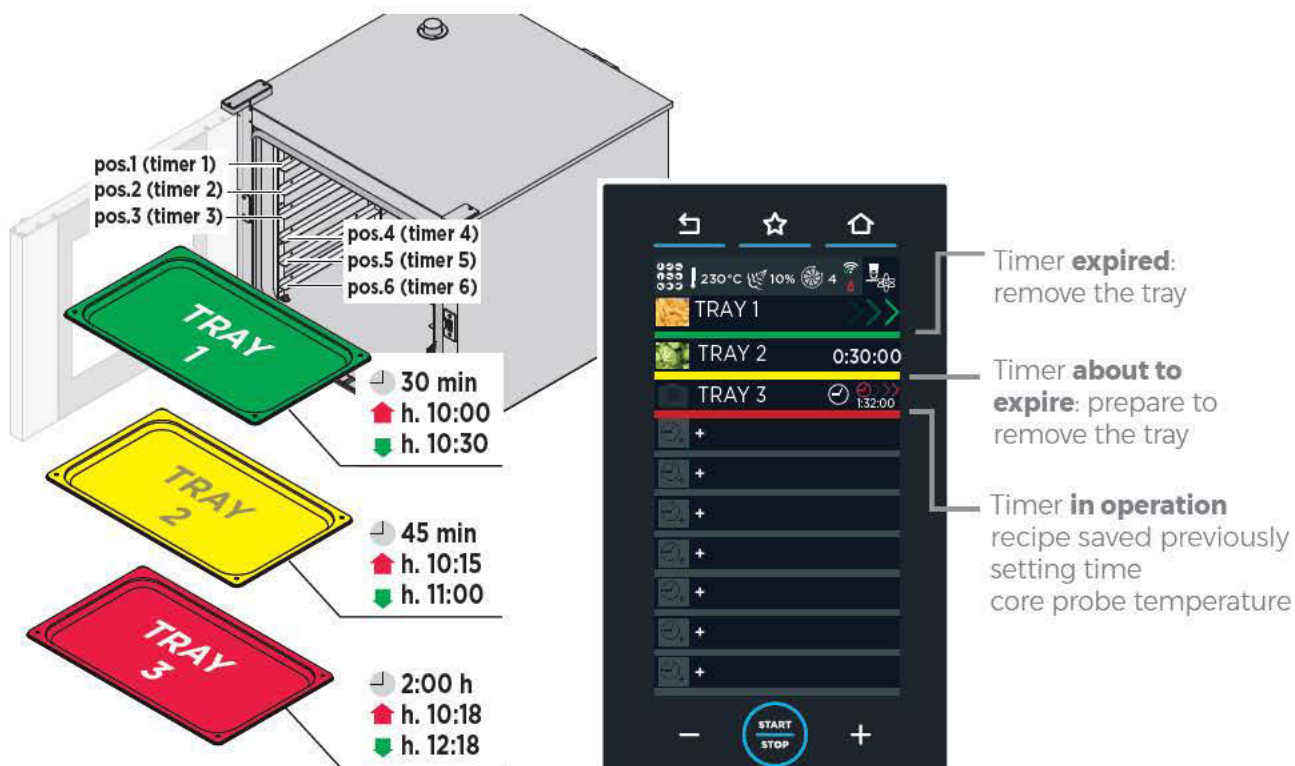 pos.1 (timer 1)
pos.2 (timer 2)
pos.3 (timer 3)
pos.4 (timer 4)
pos.5 (timer 5)
pos.6 (timer 6)
TRAY
1
30 min
h. 10:00
h. 10:30
TRAY
2
45 min
h. 10:15
h. 11:00
TRAY
3
2:00 h
h. 10:18
h. 12:18
230°C 10% 4
TRAY 1
TRAY 2 0:30:00
TRAY 3 1:32:00
+
+
+
+
+
+
+
− START
STOP +
Timer expired:
remove the tray
Timer about to
expire: prepare to
remove the tray
Timer in operation
recipe saved previously
setting time
core probe temperature